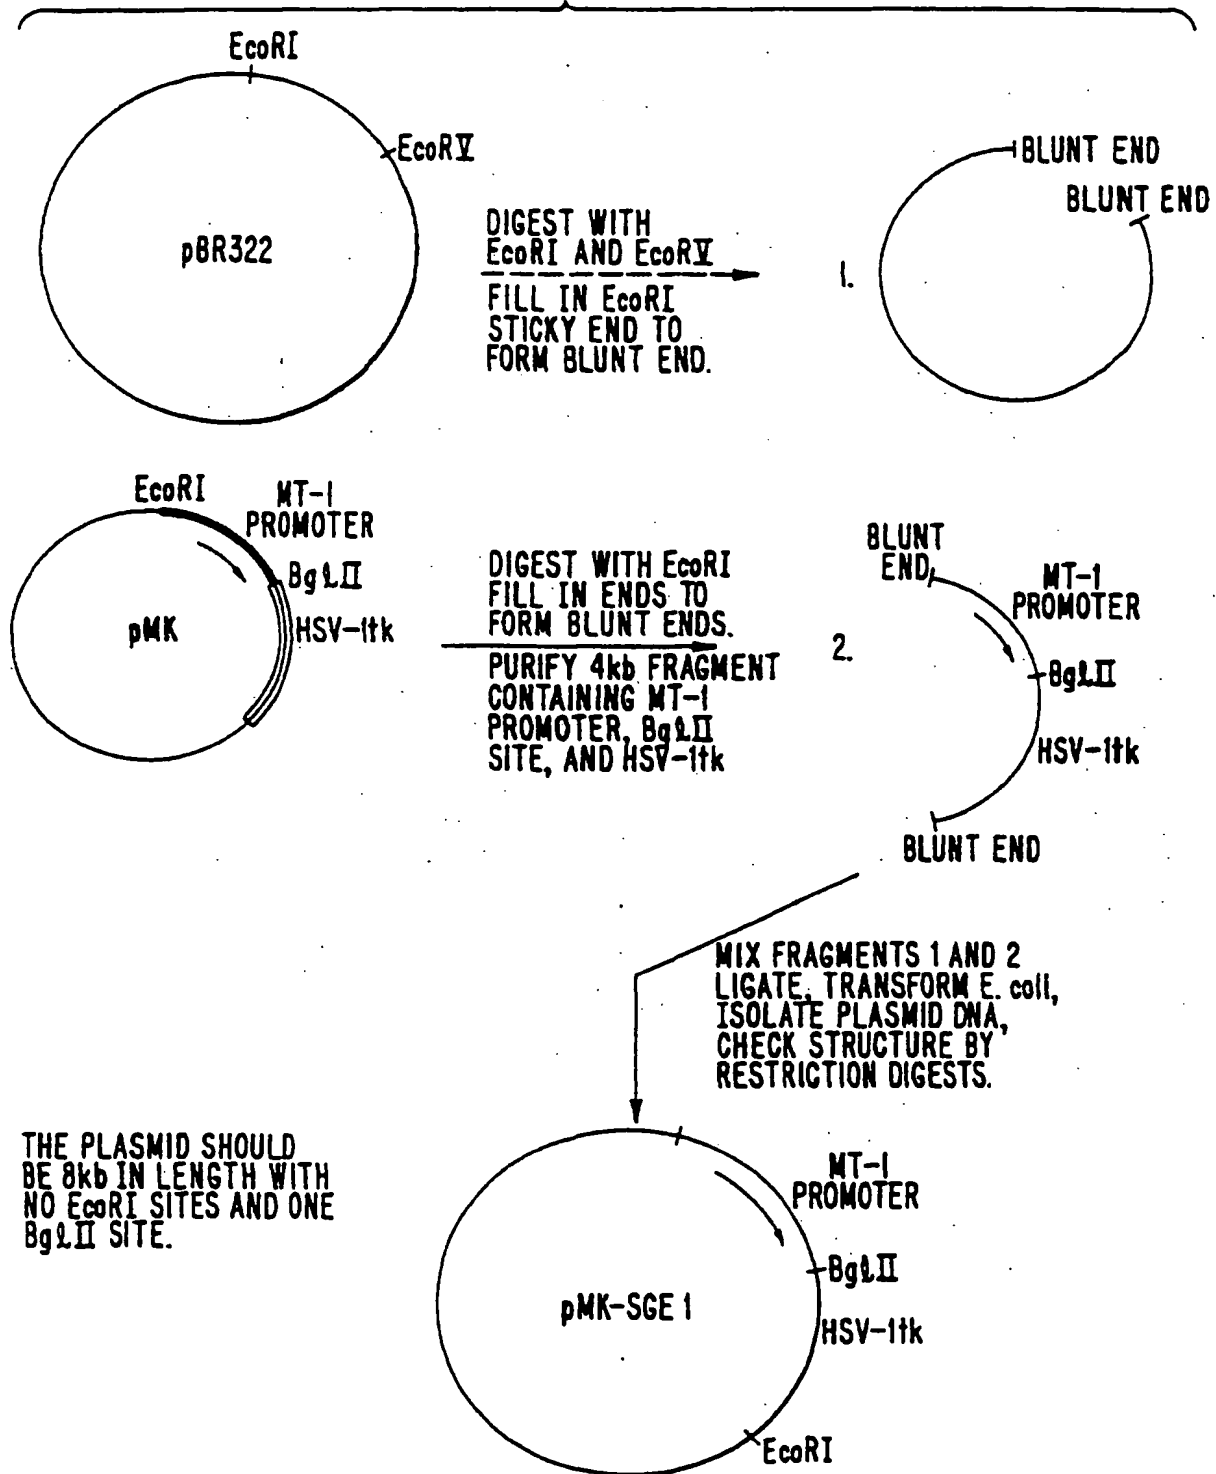 EcoRI
EcoRV
pBR322
DIGEST WITH
EcoRI AND EcoRV
FILL IN EcoRI
STICKY END TO
FORM BLUNT END.
1.
BLUNT END
BLUNT END
EcoRI
MT-1
PROMOTER
BglII
HSV-1tk
pMK
DIGEST WITH EcoRI
FILL IN ENDS TO
FORM BLUNT ENDS.
PURIFY 4kb FRAGMENT
CONTAINING MT-1
PROMOTER, BglII
SITE, AND HSV-1tk
2.
BLUNT
END
MT-1
PROMOTER
BglII
HSV-1tk
BLUNT END
MIX FRAGMENTS 1 AND 2
LIGATE, TRANSFORM E. coli,
ISOLATE PLASMID DNA,
CHECK STRUCTURE BY
RESTRICTION DIGESTS.
THE PLASMID SHOULD
BE 8kb IN LENGTH WITH
NO EcoRI SITES AND ONE
BglII SITE.
MT-1
PROMOTER
BglII
HSV-1tk
pMK-SGE1
EcoRI